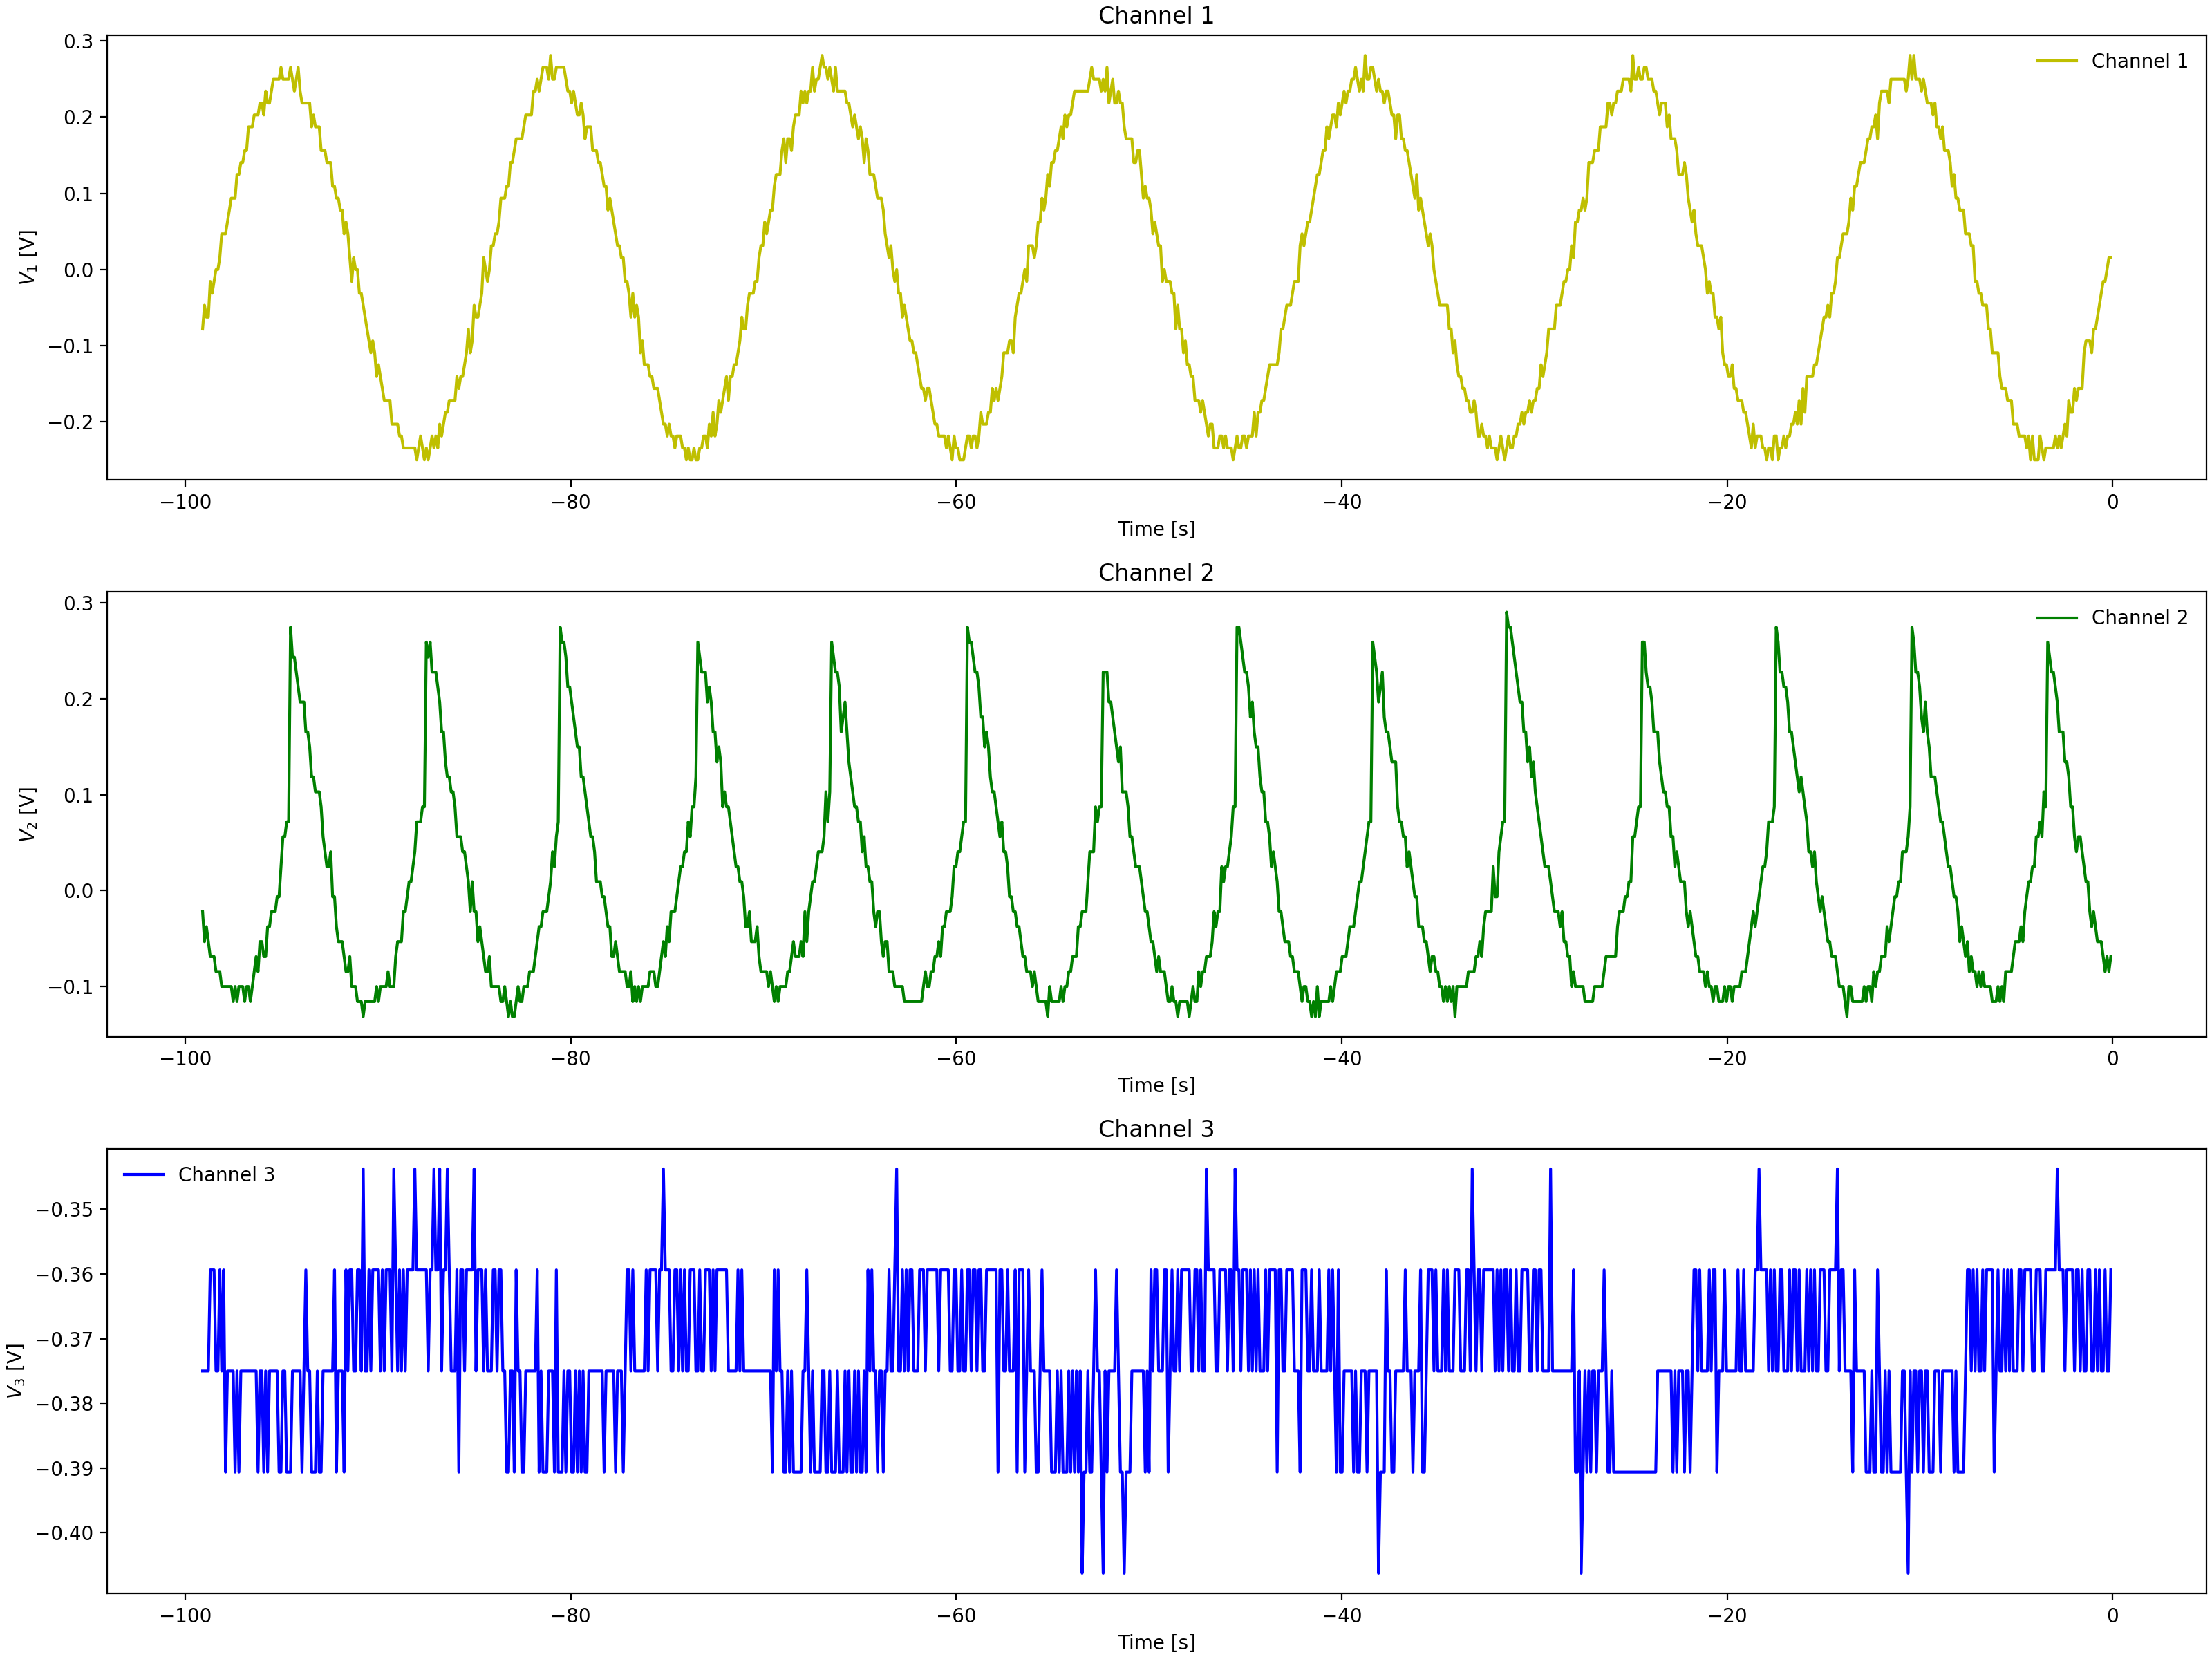 Channel 1
0.3
0.2
0.1
0.0
−0.1
−0.2
V1 [V]
Channel 1
−100 −80 −60 −40 −20 0
Time [s]
Channel 2
0.3
0.2
0.1
0.0
−0.1
V2 [V]
Channel 2
−100 −80 −60 −40 −20 0
Time [s]
Channel 3
Channel 3
−0.35
−0.36
−0.37
−0.38
−0.39
−0.40
V3 [V]
−100 −80 −60 −40 −20 0
Time [s]